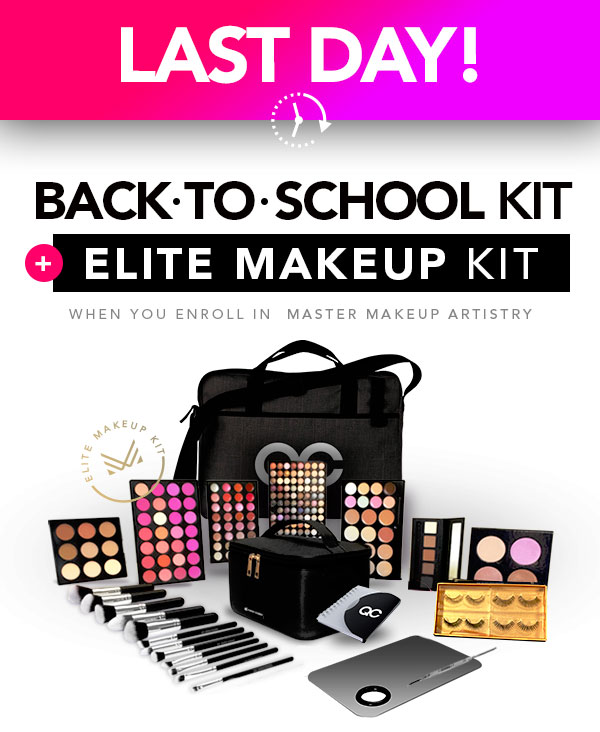 LAST DAY!
BACK·TO·SCHOOL KIT
+ ELITE MAKEUP KIT
WHEN YOU ENROLL IN MASTER MAKEUP ARTISTRY
ELITE MAKEUP KIT
QC
QC